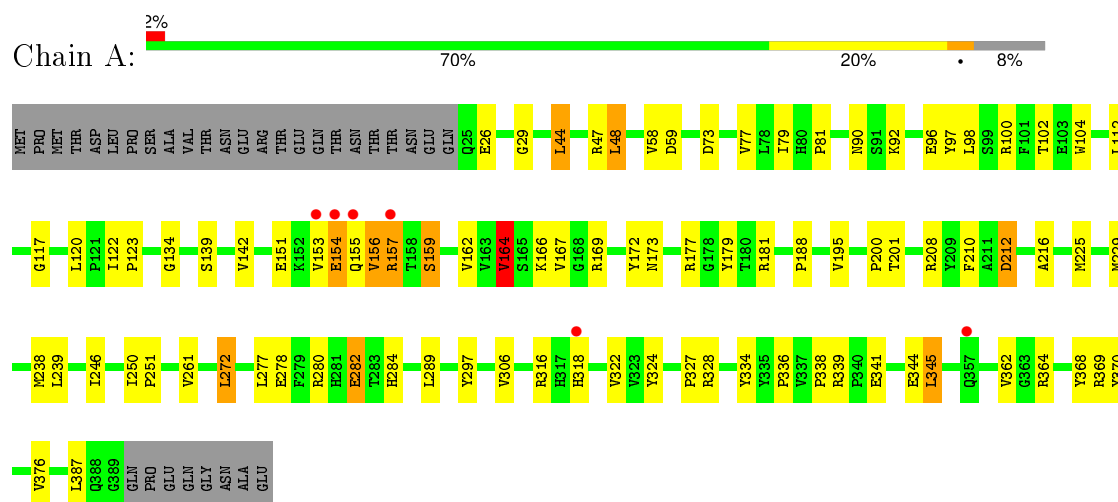 2%
Chain A:
70% 20% • 8%
MET PRO MET THR ASP LEU PRO SER ALA VAL THR ASN GLU ARG THR GLU GLN THR ASN THR THR ASN GLU GLN Q25 E26 G29 L44 R47 L48 V58 D59 D73 V77 L78 I79 H80 P81 N90 S91 K92 E96 Y97 L98 S99 R100 F101 T102 E103 W104 L112
G117 L120 P121 I122 P123 G134 S139 V142 E151 K152 V153 E154 Q155 V156 R157 T158 S159 V162 V163 V164 S165 K166 V167 G168 R169 Y172 N173 R177 G178 Y179 T180 R181 P188 V195 P200 T201 R208 Y209 F210 A211 D212 A216 M225 M229
M238 L239 I246 I250 P251 V261 L272 L277 E278 F279 R280 H281 E282 T283 H284 L289 Y297 V306 R316 H317 H318 V322 V323 Y324 P327 R328 Y334 Y335 P336 V337 P338 R339 P340 E341 E344 L345 Q357 V362 G363 R364 Y368 R369 Y370
V376 L387 Q388 G389 GLN PRO GLU GLN GLY ASN ALA GLU